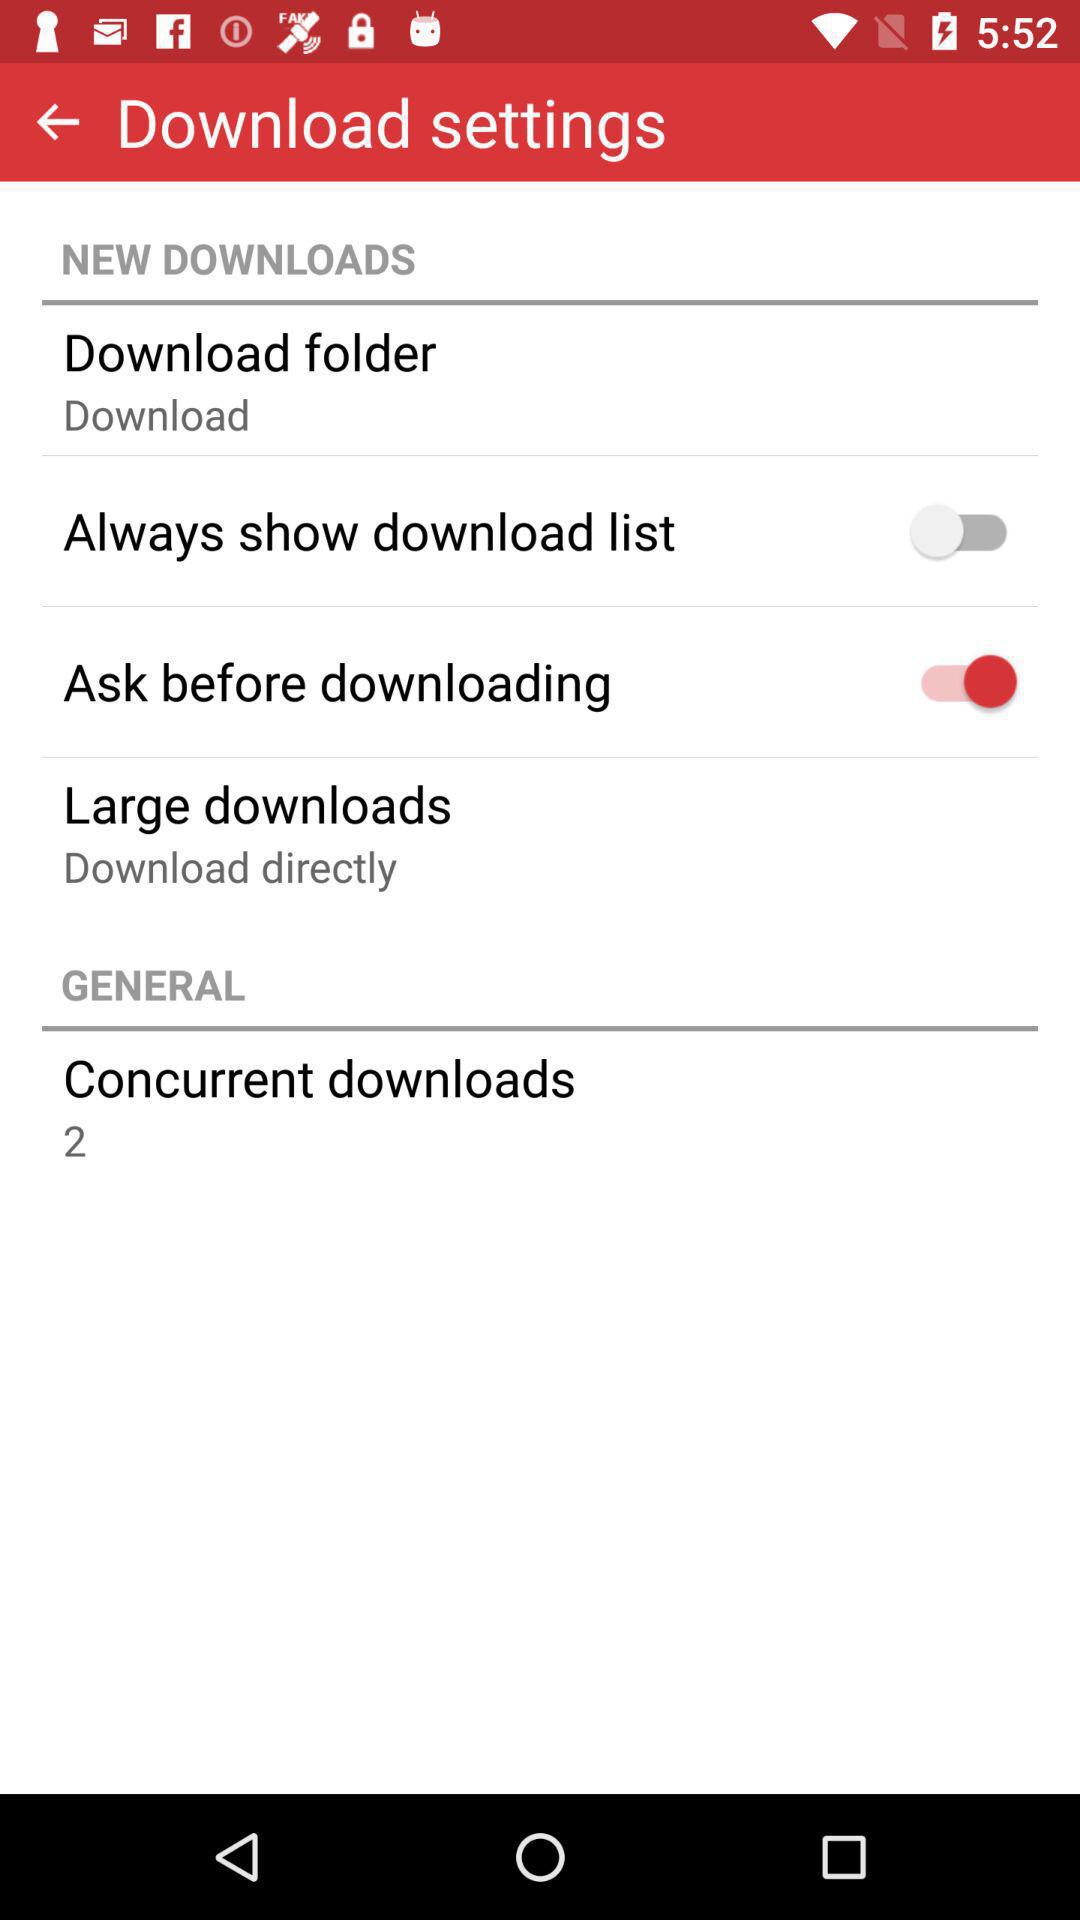 FAKE
5:52
Download settings
NEW DOWNLOADS
Download folder
Download
Always show download list
Ask before downloading
Large downloads
Download directly
GENERAL
Concurrent downloads
2